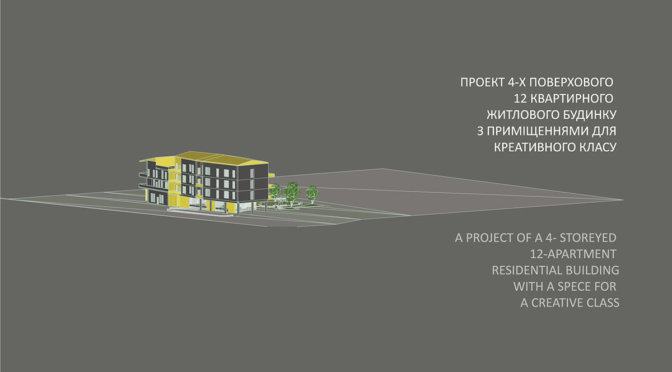 ПРОЕКТ 4-Х ПОВЕРХОВОГО
12 КВАРТИРНОГО
ЖИТЛОВОГО БУДИНКУ
З ПРИМІЩЕННЯМИ ДЛЯ
КРЕАТИВНОГО КЛАСУ
A PROJECT OF A 4- STOREYED
12-APARTMENT
RESIDENTIAL BUILDING
WITH A SPECE FOR
A CREATIVE CLASS